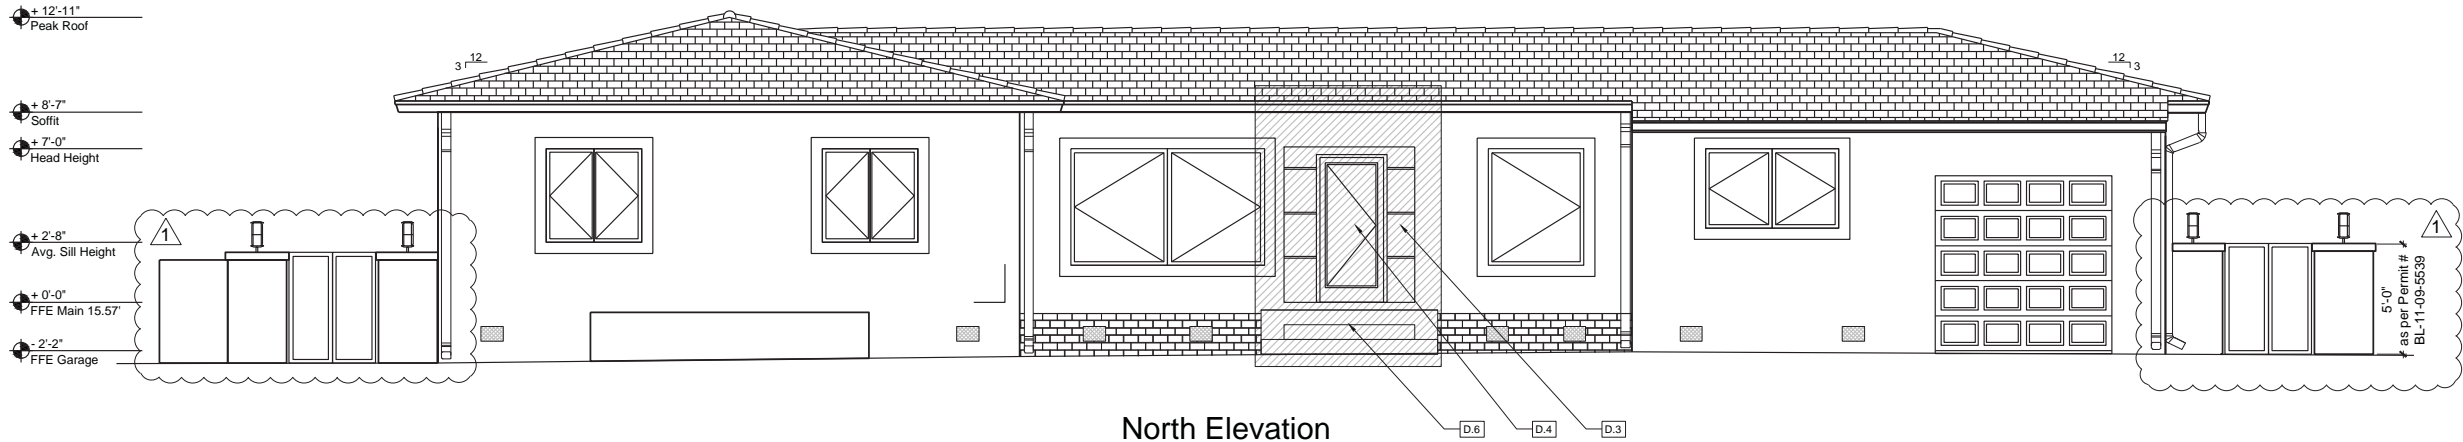 + 12'-11"
Peak Roof
+ 8'-7"
Soffit
+ 7'-0"
Head Height
+ 2'-8"
Avg. Sill Height
+ 0'-0"
FFE Main 15.57'
- 2'-2"
FFE Garage
12
3
12
3
1
1
5'-0"
as per Permit #
BL-11-09-5539
D.6
D.4
D.3
North Elevation